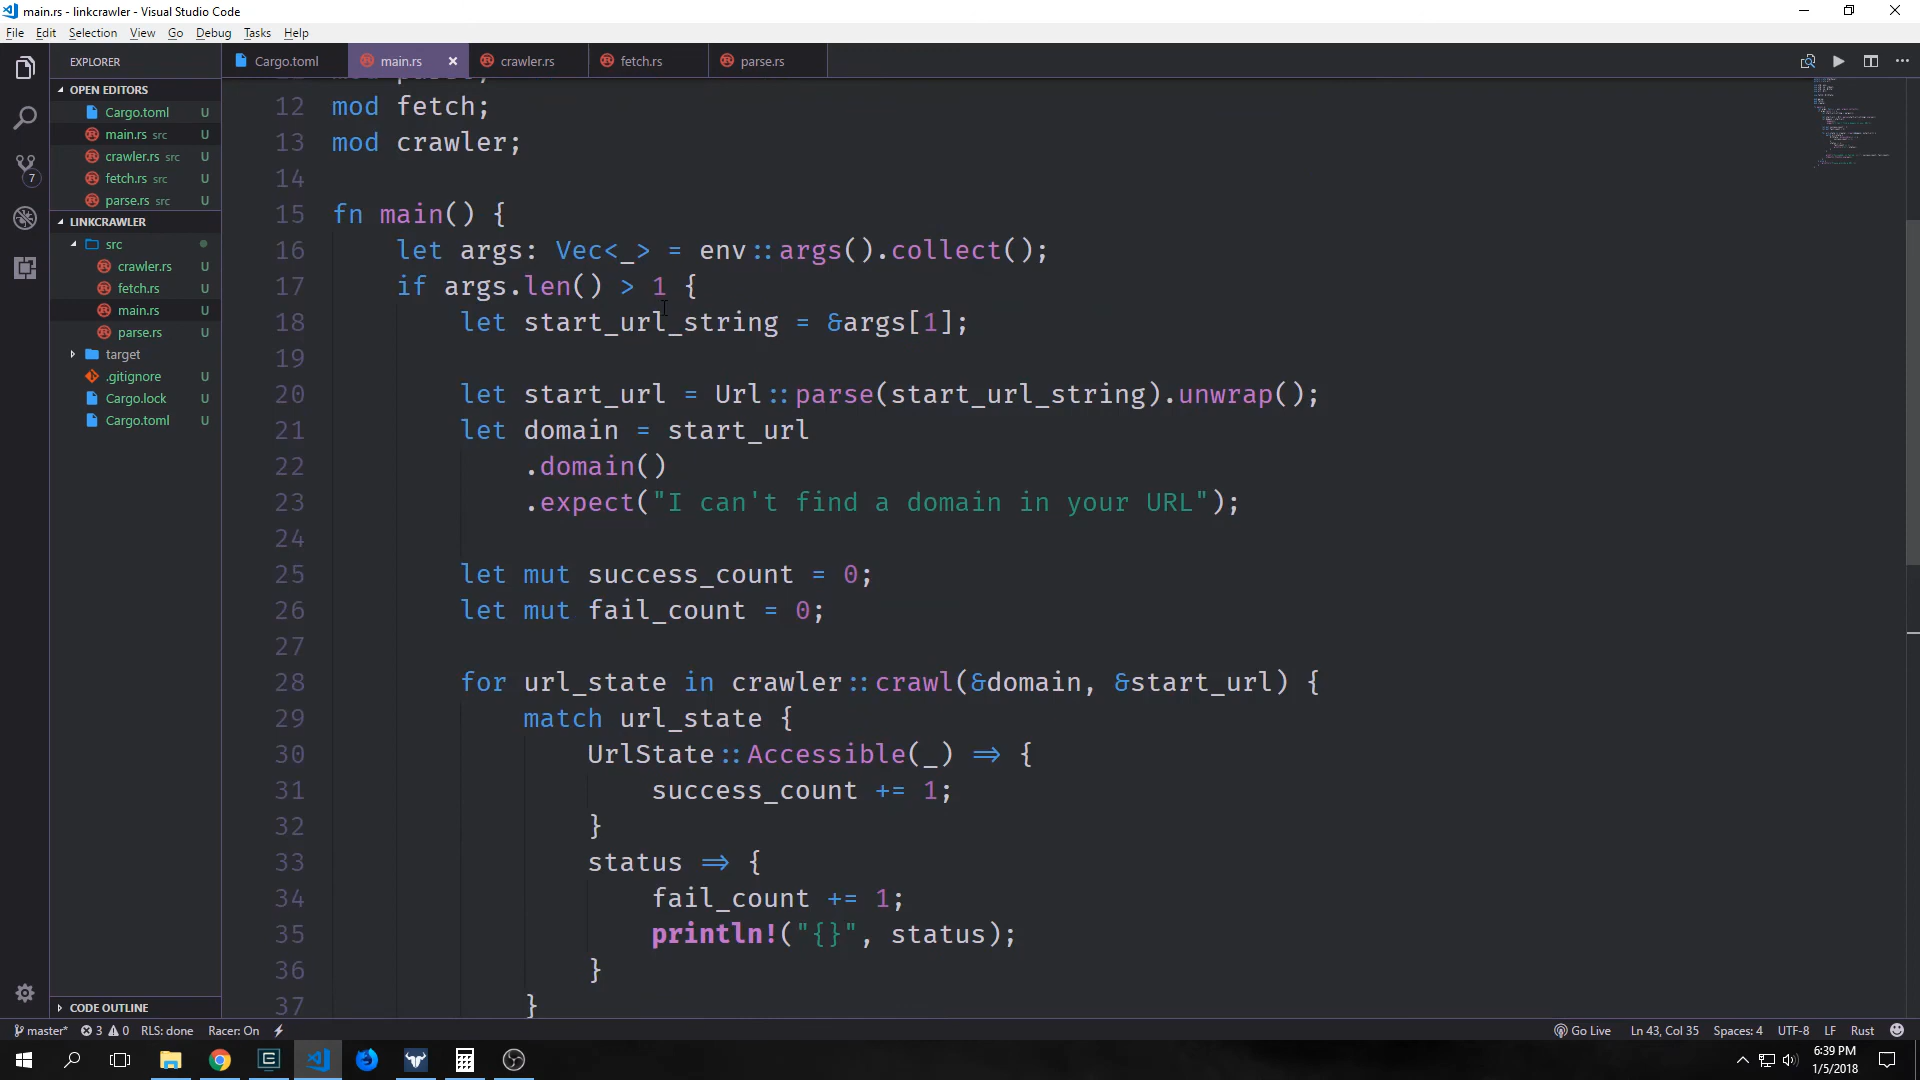 main.rs - linkcrawler - Visual Studio Code
File Edit Selection View Go Debug Tasks Help
EXPLORER
OPEN EDITORS
Cargo.toml U
main.rs src U
crawler.rs src U
fetch.rs src U
parse.rs src U
LINKCRAWLER
src
crawler.rs U
fetch.rs U
main.rs U
parse.rs U
target
.gitignore U
Cargo.lock U
Cargo.toml U
CODE OUTLINE
7
Cargo.toml main.rs crawler.rs fetch.rs parse.rs
12 mod fetch;
13 mod crawler;
14
15 fn main() {
16 let args: Vec<_> = env::args().collect();
17 if args.len() > 1 {
18 let start_url_string = &args[1];
19
20 let start_url = Url::parse(start_url_string).unwrap();
21 let domain = start_url
22 .domain()
23 .expect("I can't find a domain in your URL");
24
25 let mut success_count = 0;
26 let mut fail_count = 0;
27
28 for url_state in crawler::crawl(&domain, &start_url) {
29 match url_state {
30 UrlState::Accessible(_) => {
31 success_count += 1;
32 }
33 status => {
34 fail_count += 1;
35 println!("{}", status);
36 }
37 }
master* 3 0 RLS: done Racer: On Go Live Ln 43, Col 35 Spaces: 4 UTF-8 LF Rust
6:39 PM
1/5/2018